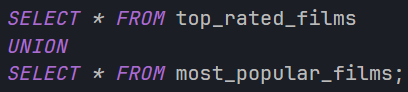 SELECT * FROM top_rated_films
UNION
SELECT * FROM most_popular_films;